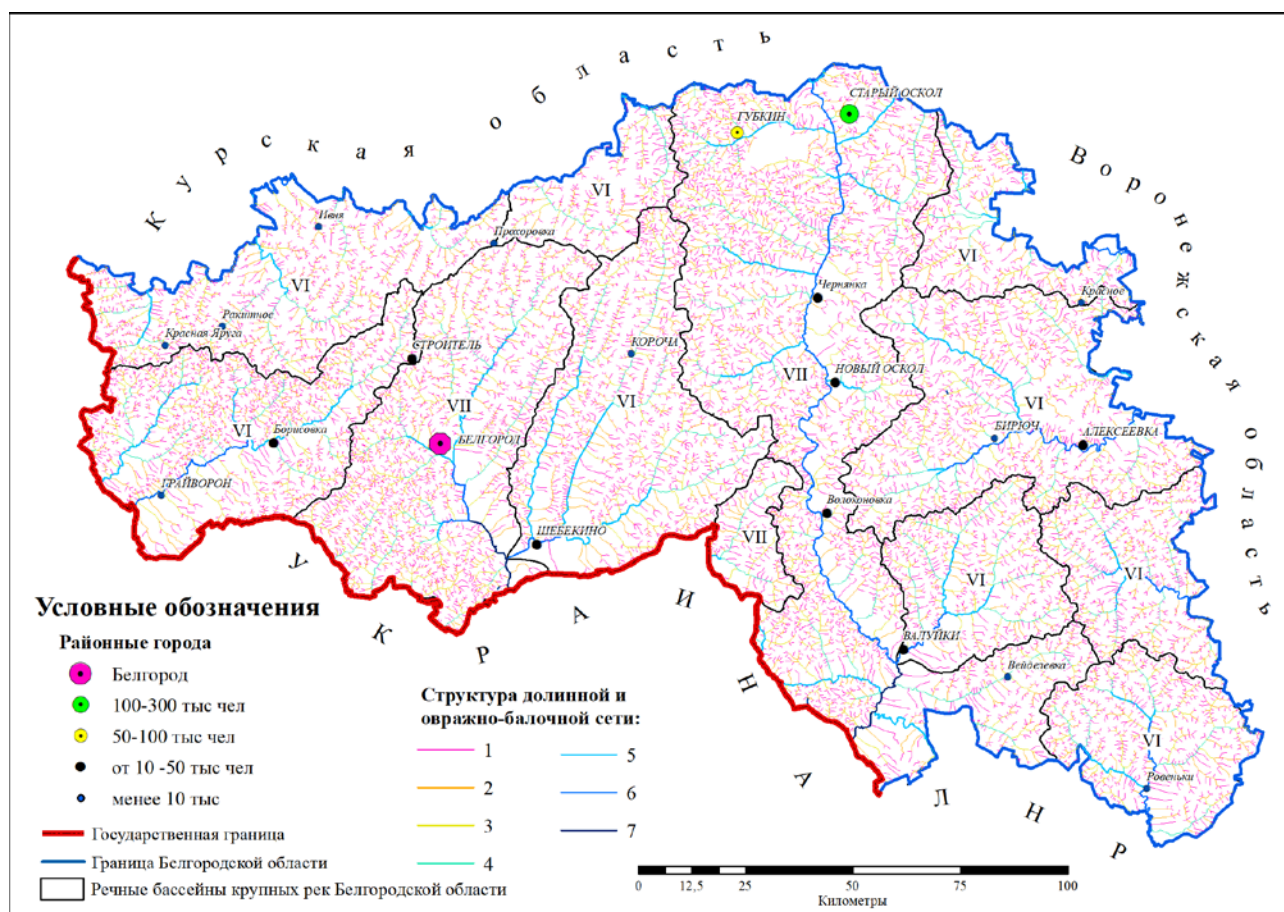 Курская область
Воронежская область
УКРАИНА
ЛНР
СТАРЫЙ ОСКОЛ
ГУБКИН
VI
Ивня
Прохоровка
VI
VI
Чернянка
Красное
Ракитное
Красная Яруга
СТРОИТЕЛЬ
КОРОЧА
НОВЫЙ ОСКОЛ
VII
VII
VI
VI
БЕЛГОРОД
БИРЮЧ
АЛЕКСЕЕВКА
VI
Борисовка
ГРАЙВОРОН
Волоконовка
ШЕБЕКИНО
VII
VI
VI
ВАЛУЙКИ
Вейделевка
VI
Ровеньки
Условные обозначения
Районные города
Белгород
100-300 тыс чел
50-100 тыс чел
от 10 -50 тыс чел
менее 10 тыс
Государственная граница
Граница Белгородской области
Речные бассейны крупных рек Белгородской области
Структура долинной и
овражно-балочной сети:
1
2
3
4
5
6
7
0 12,5 25 50 75 100
Километры